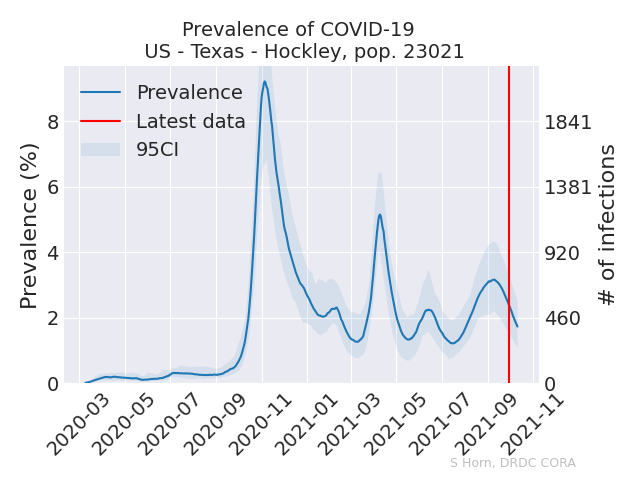 Prevalence of COVID-19
US - Texas - Hockley, pop. 23021
Prevalence
Latest data
95CI
Prevalence (%)
8
6
4
2
0
1841
1381
920
460
0
# of infections
2020-03
2020-05
2020-07
2020-09
2020-11
2021-01
2021-03
2021-05
2021-07
2021-09
2021-11
S Horn, DRDC CORA